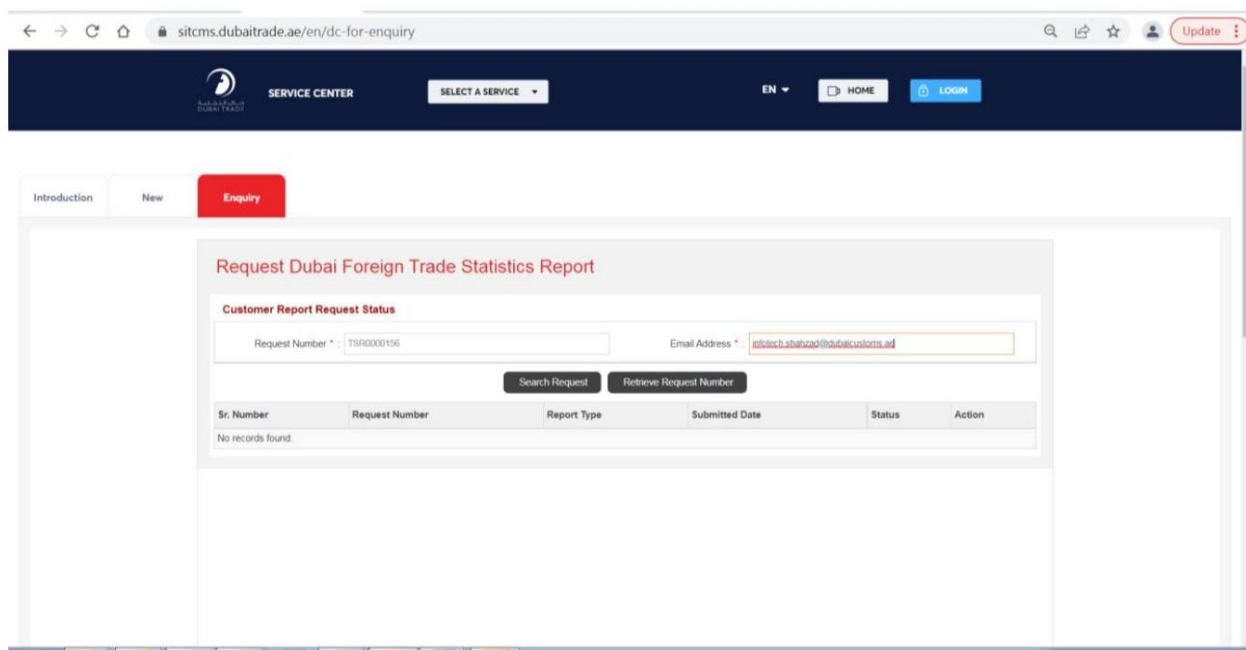 sitcms.dubaitrade.ae/en/dc-for-enquiry
Update
DUBAI TRADE
SERVICE CENTER
SELECT A SERVICE
EN
HOME
LOGIN
Introduction
New
Enquiry
Request Dubai Foreign Trade Statistics Report
Customer Report Request Status
Request Number * : TSR0000156
Email Address * : infotech.shahzad@dubaicustoms.ae
Search Request
Retrieve Request Number
Sr. Number Request Number Report Type Submitted Date Status Action
No records found.